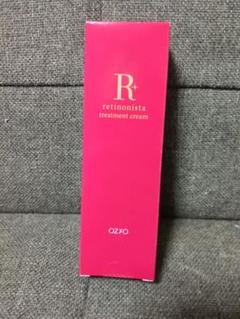 R+
retinonista
treatment cream
OZIO